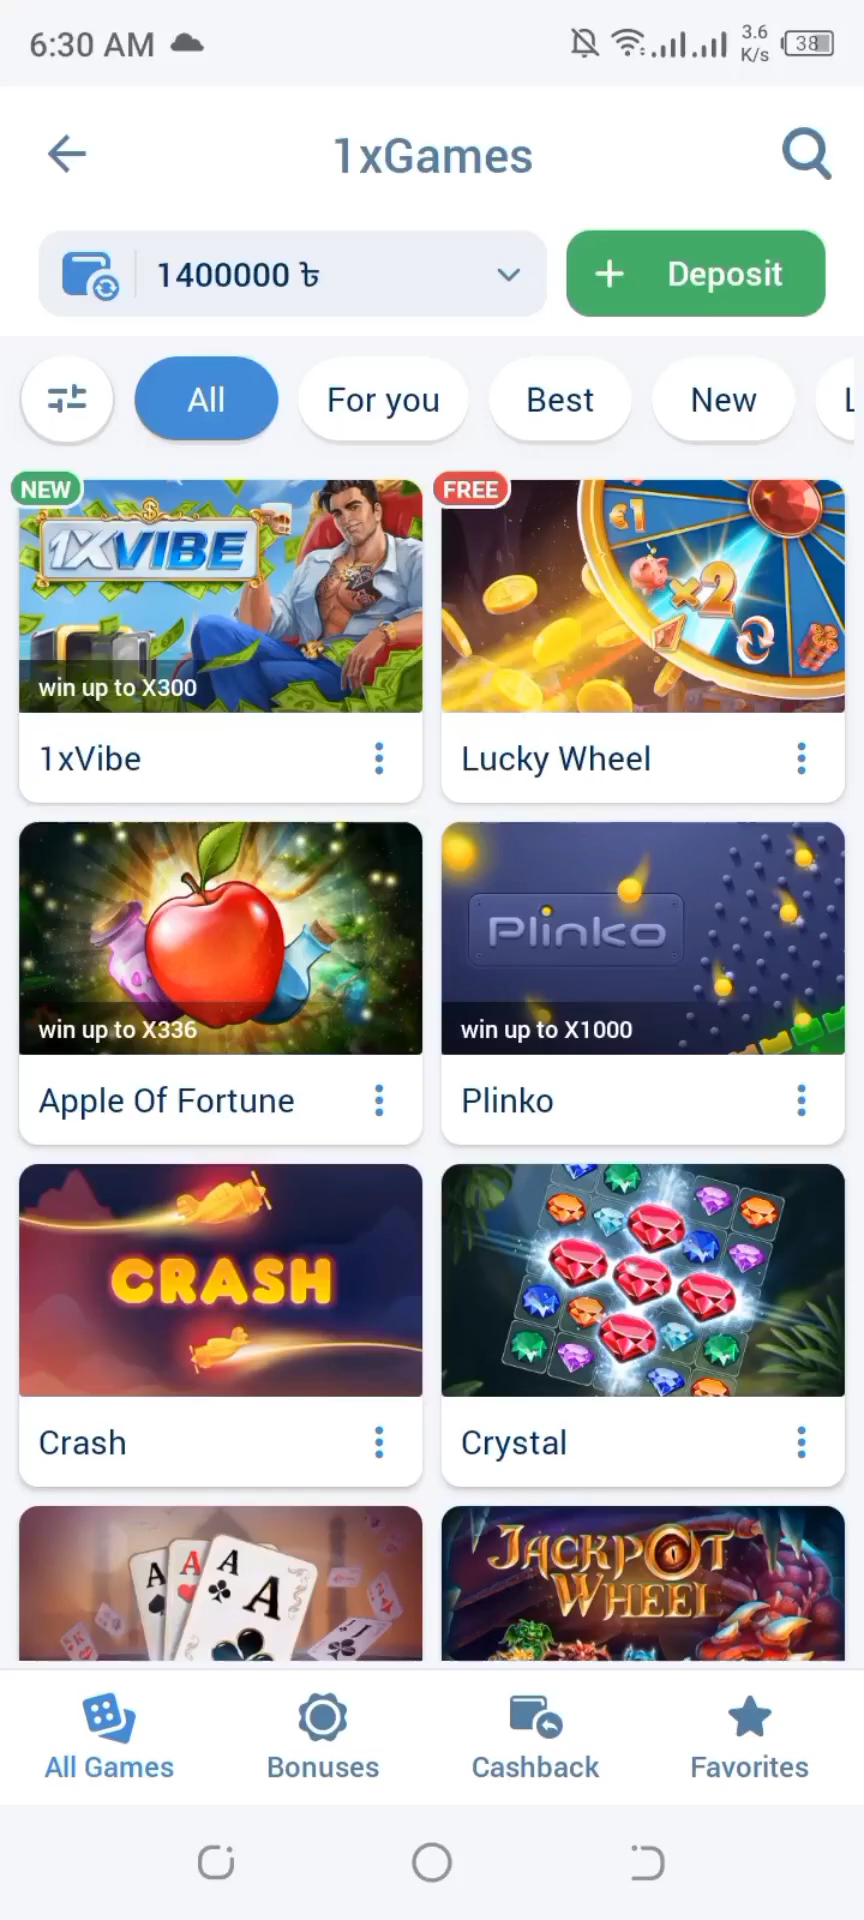 6:30 AM
3.6
K/s
38
1xGames
1400000 ৳
+ Deposit
All
For you
Best
New
NEW
1XVIBE
win up to X300
1xVibe
FREE
€1
x2
Lucky Wheel
win up to X336
Apple Of Fortune
Plinko
win up to X1000
Plinko
CRASH
Crash
Crystal
A
A
A
A
JACKPOT
WHEEL
All Games
Bonuses
Cashback
Favorites